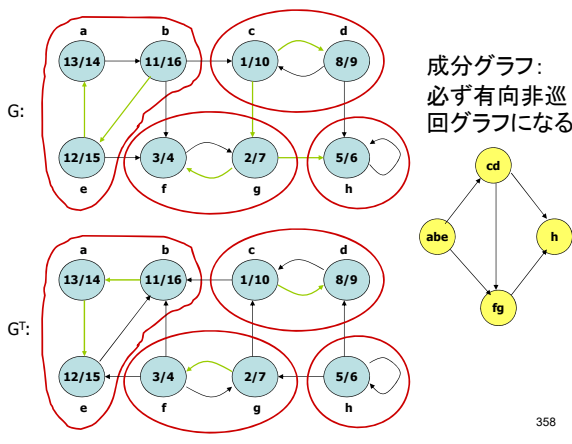 a b c d
13/14 11/16 1/10 8/9
G:
12/15 3/4 2/7 5/6
e f g h
成分グラフ:
必ず有向非巡
回グラフになる
cd
abe h
fg
a b c d
13/14 11/16 1/10 8/9
Gᵀ:
12/15 3/4 2/7 5/6
e f g h
358